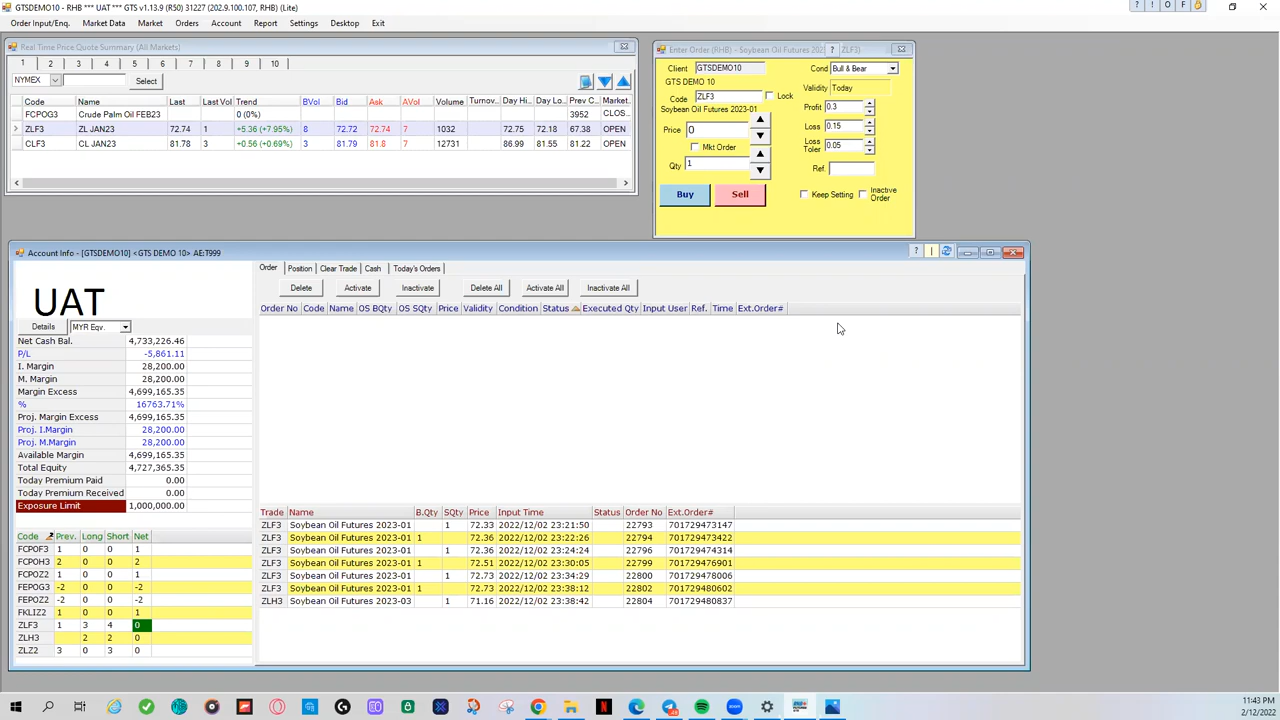 GTSDEMO10 - RHB *** UAT *** GTS v1.13.9 (R50) 31227 (202.9.100.107, RHB) (Lite)
? ! O F
Order Input/Enq. Market Data Market Orders Account Report Settings Desktop Exit
Real Time Price Quote Summary (All Markets)
1 2 3 4 5 6 7 8 9 10
NYMEX Select
Code Name Last Last Vol Trend BVol Bid Ask AVol Volume Turnov... Day Hi... Day Lo... Prev C... Market...
FCPOG3 Crude Palm Oil FEB23 0 (0%) 3952 CLOS...
ZLF3 ZL JAN23 72.74 1 +5.36 (+7.95%) 8 72.72 72.74 7 1032 72.75 72.18 67.38 OPEN
CLF3 CL JAN23 81.78 3 +0.56 (+0.69%) 3 81.79 81.8 7 12731 86.99 81.55 81.22 OPEN
Enter Order (RHB) - Soybean Oil Futures 202 ? ZLF3)
Client GTSDEMO10 Cond Bull & Bear
GTS DEMO 10 Validity Today
Code ZLF3 Lock Profit 0.3
Soybean Oil Futures 2023-01
Price 0 Loss 0.15
Mkt Order Loss Toler 0.05
Qty 1 Ref.
Buy Sell Keep Setting Inactive Order
Account Info - [GTSDEMO10] <GTS DEMO 10> AE:T999
?
Order Position Clear Trade Cash Today's Orders
Delete Activate Inactivate Delete All Activate All Inactivate All
UAT
Details MYR Eqv.
Order No Code Name OS BQty OS SQty Price Validity Condition Status Executed Qty Input User Ref. Time Ext.Order#
Net Cash Bal. 4,733,226.46
P/L -5,861.11
I. Margin 28,200.00
M. Margin 28,200.00
Margin Excess 4,699,165.35
% 16763.71%
Proj. Margin Excess 4,699,165.35
Proj. I.Margin 28,200.00
Proj. M.Margin 28,200.00
Available Margin 4,699,165.35
Total Equity 4,727,365.35
Today Premium Paid 0.00
Today Premium Received 0.00
Exposure Limit 1,000,000.00
Code Prev. Long Short Net
FCPOF3 1 0 0 1
FCPOH3 2 0 0 2
FCPOZ2 1 0 0 1
FEPOG3 -2 0 0 -2
FEPOZ2 -2 0 0 -2
FKLIZ2 1 0 0 1
ZLF3 1 3 4 0
ZLH3 2 2 0
ZLZ2 3 0 3 0
Trade Name B.Qty SQty Price Input Time Status Order No Ext.Order#
ZLF3 Soybean Oil Futures 2023-01 1 72.33 2022/12/02 23:21:50 22793 701729473147
ZLF3 Soybean Oil Futures 2023-01 1 72.36 2022/12/02 23:22:26 22794 701729473422
ZLF3 Soybean Oil Futures 2023-01 1 72.36 2022/12/02 23:24:24 22796 701729474314
ZLF3 Soybean Oil Futures 2023-01 1 72.51 2022/12/02 23:30:05 22799 701729476901
ZLF3 Soybean Oil Futures 2023-01 1 72.73 2022/12/02 23:34:29 22800 701729478006
ZLF3 Soybean Oil Futures 2023-01 1 72.73 2022/12/02 23:38:12 22802 701729480602
ZLH3 Soybean Oil Futures 2023-03 1 71.16 2022/12/02 23:38:42 22804 701729480837
11:43 PM
2/12/2022